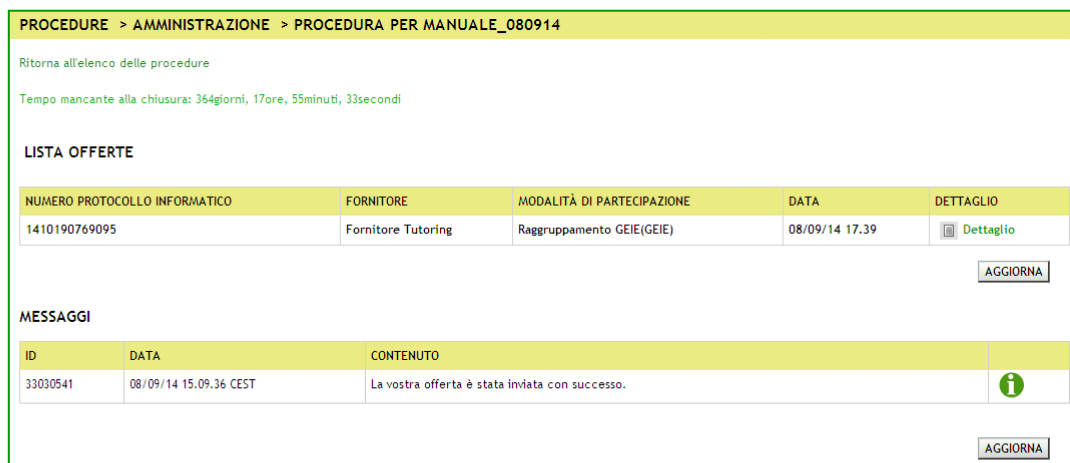 PROCEDURE > AMMINISTRAZIONE > PROCEDURA PER MANUALE_080914
Ritorna all'elenco delle procedure
Tempo mancante alla chiusura: 364giorni, 17ore, 55minuti, 33secondi
LISTA OFFERTE
NUMERO PROTOCOLLO INFORMATICO FORNITORE MODALITÀ DI PARTECIPAZIONE DATA DETTAGLIO
1410190769095 Fornitore Tutoring Raggruppamento GEIE(GEIE) 08/09/14 17.39 Dettaglio
AGGIORNA
MESSAGGI
ID DATA CONTENUTO
33030541 08/09/14 15.09.36 CEST La vostra offerta è stata inviata con successo.
AGGIORNA